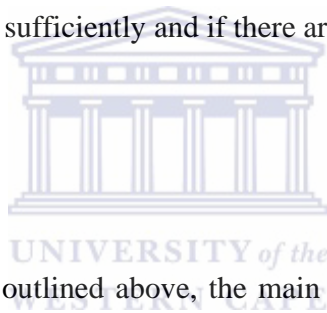 sufficiently and if there ar
UNIVERSITY of the
outlined above, the main
WESTERN CAPE